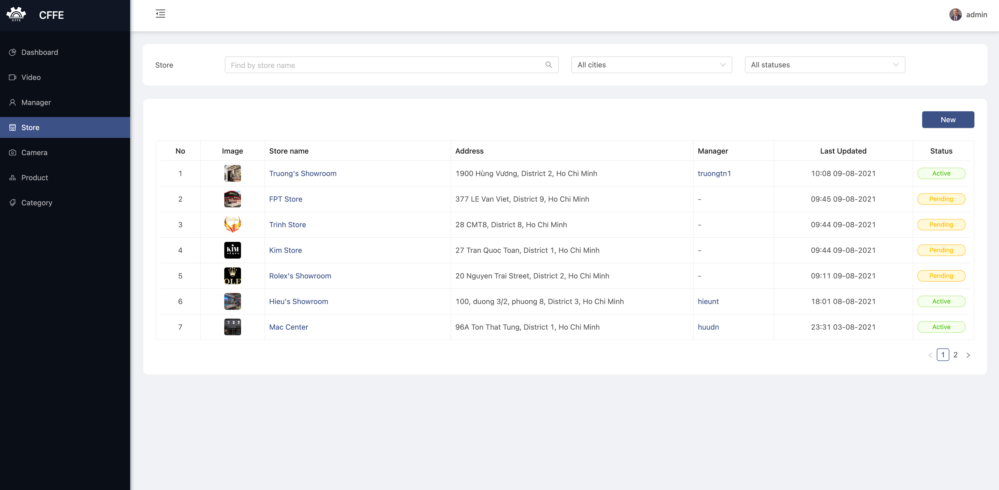 CFFE
CFFE
admin
Dashboard
Video
Manager
Store
Camera
Product
Category
Store
Find by store name
All cities
All statuses
New
No Image Store name Address Manager Last Updated Status
1 Truong's Showroom 1900 Hùng Vương, District 2, Ho Chi Minh truongtn1 10:08 09-08-2021 Active
2 FPT Store 377 LE Van Viet, District 9, Ho Chi Minh - 09:45 09-08-2021 Pending
3 Trinh Store 28 CMT8, District 8, Ho Chi Minh - 09:44 09-08-2021 Pending
4 KIM store Kim Store 27 Tran Quoc Toan, District 1, Ho Chi Minh - 09:44 09-08-2021 Pending
5 OLE Rolex's Showroom 20 Nguyen Trai Street, District 2, Ho Chi Minh - 09:11 09-08-2021 Pending
6 Hieu's Showroom 100, duong 3/2, phuong 8, District 3, Ho Chi Minh hieunt 18:01 08-08-2021 Active
7 Mac Center 96A Ton That Tung, District 1, Ho Chi Minh huudn 23:31 03-08-2021 Active
< 1 2 >